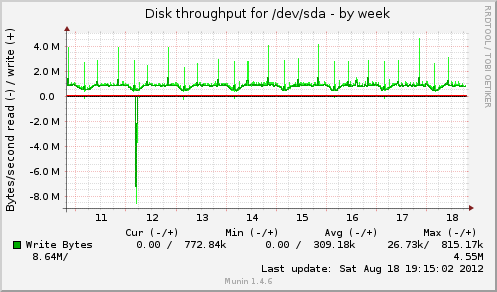 Disk throughput for /dev/sda - by week
RRDTOOL / TOBI OETIKER
Bytes/second read (-) / write (+)
4.0 M
2.0 M
0.0
-2.0 M
-4.0 M
-6.0 M
-8.0 M
11 12 13 14 15 16 17 18
Cur (-/+) Min (-/+) Avg (-/+) Max (-/+)
Write Bytes 0.00 / 772.84k 0.00 / 309.18k 26.73k/ 815.17k
8.64M/ 4.55M
Last update: Sat Aug 18 19:15:02 2012
Munin 1.4.6